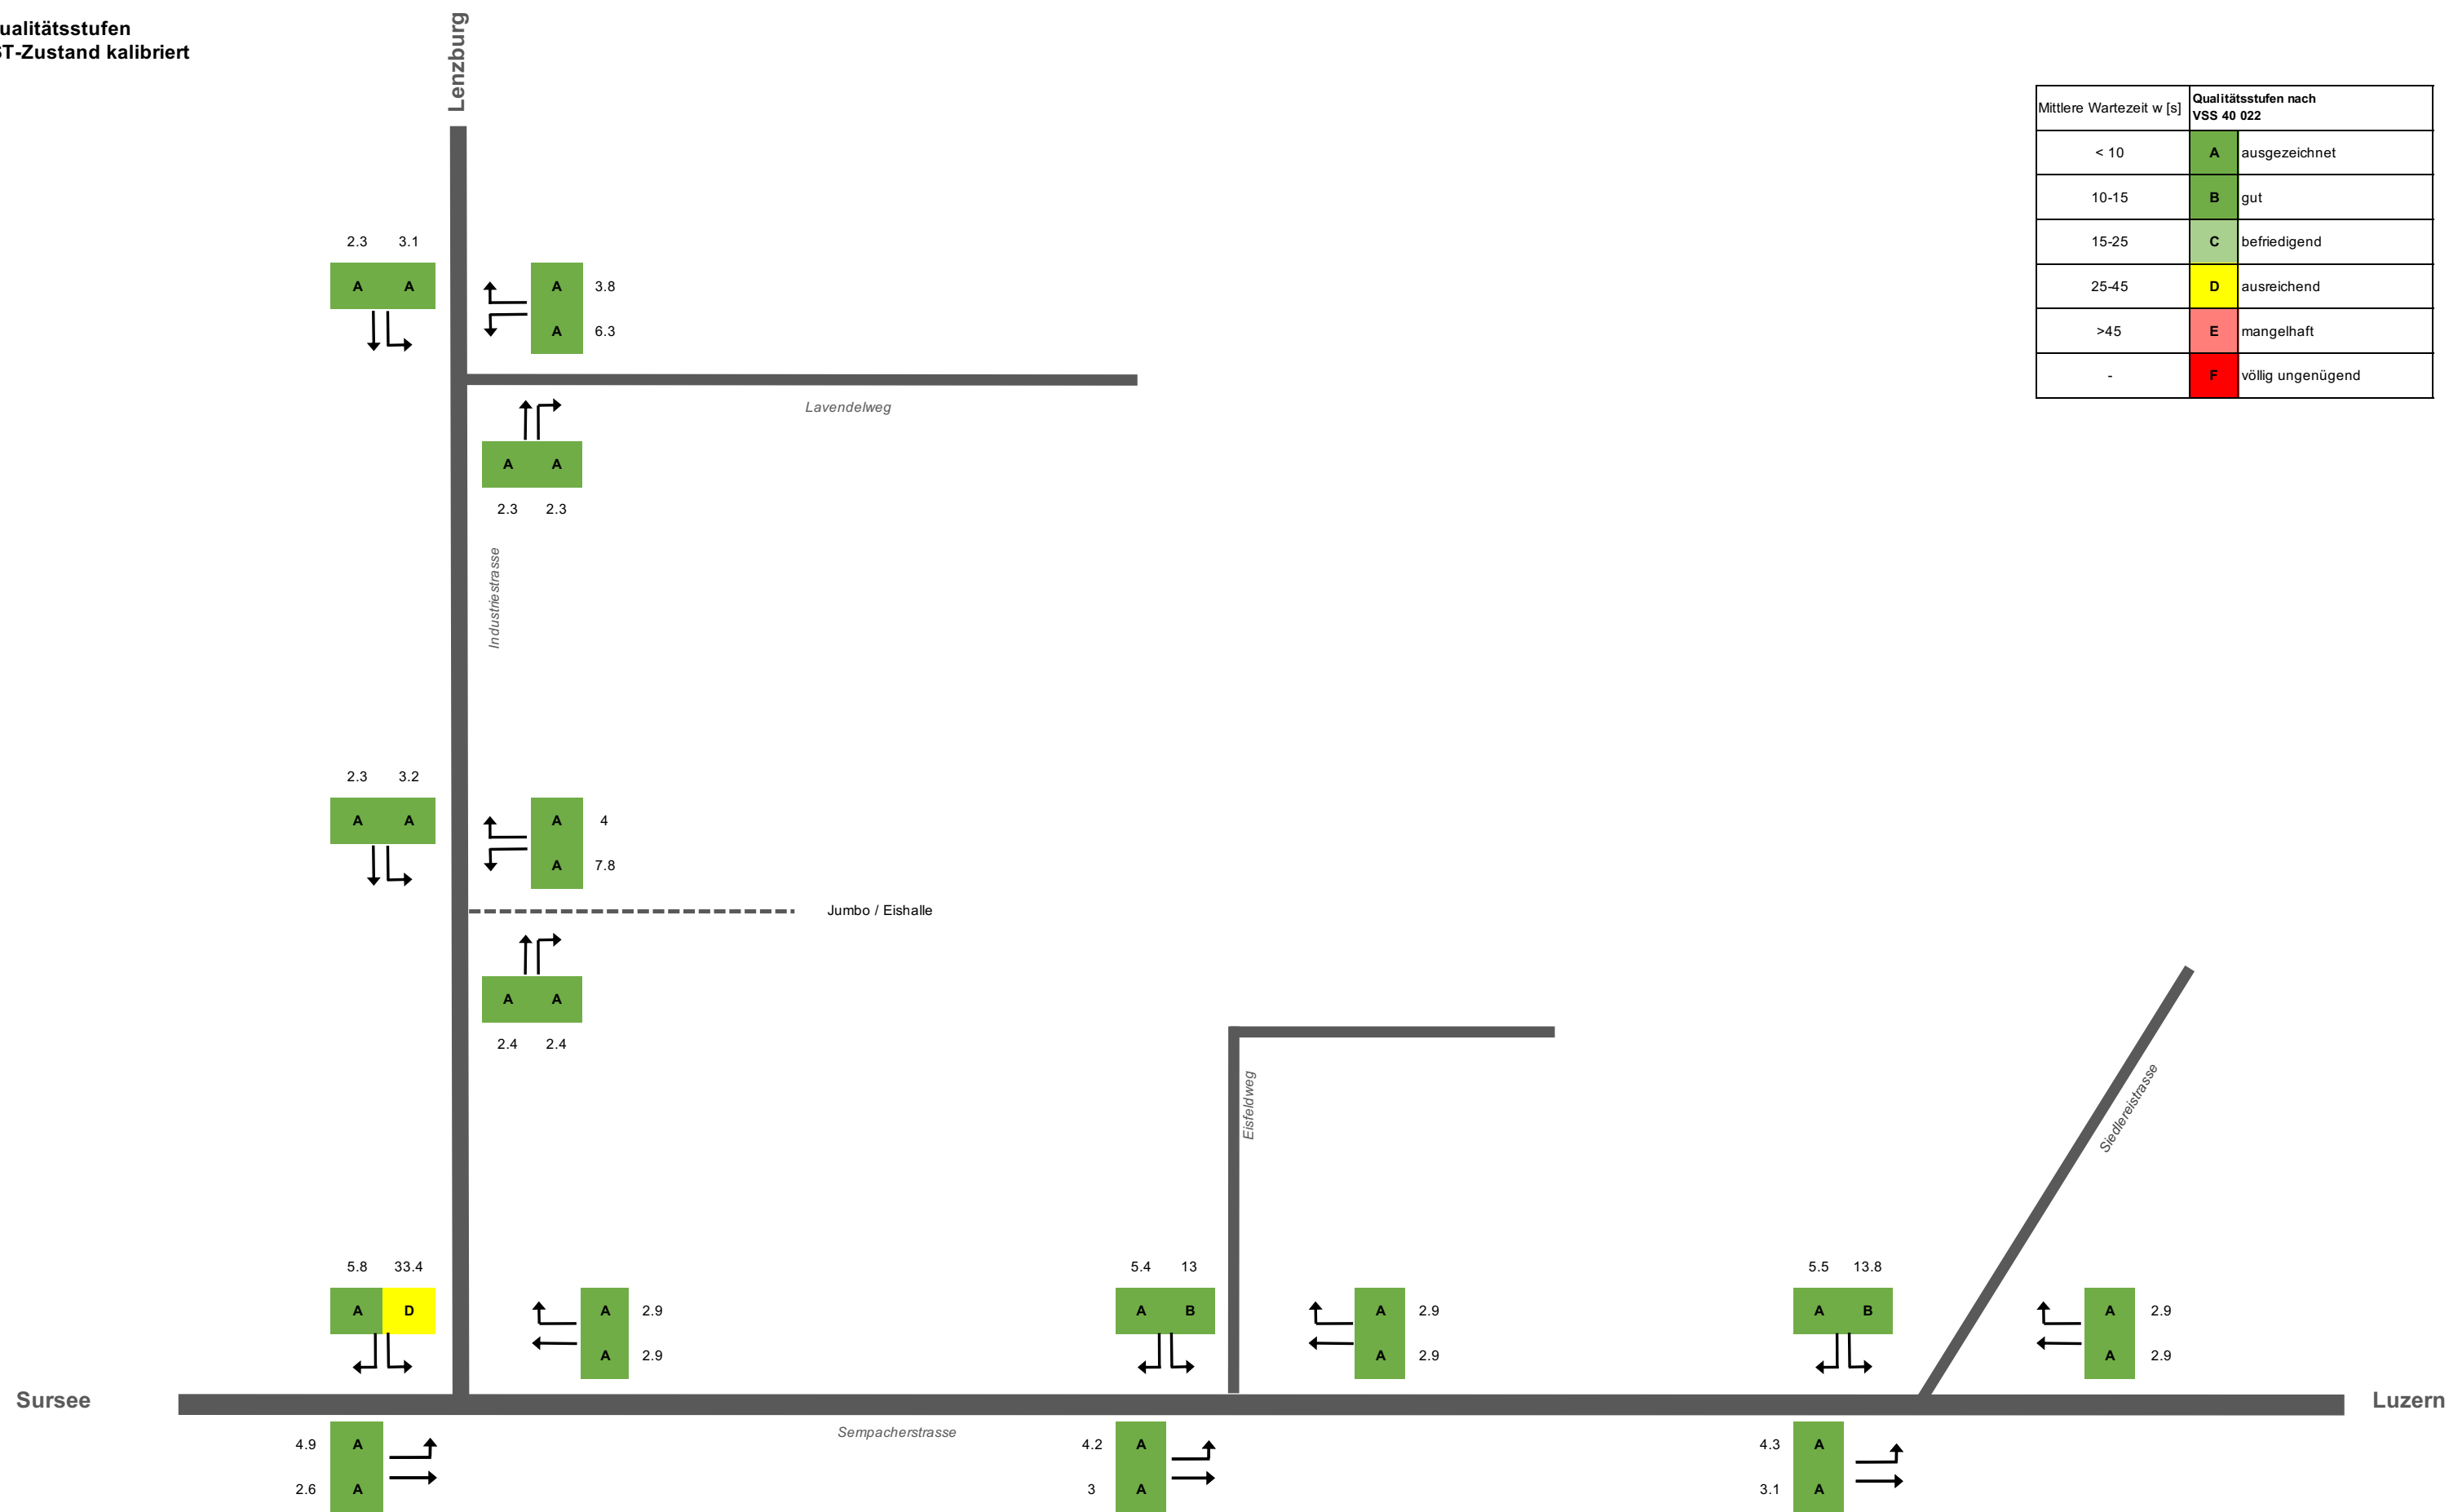 ualitätsstufen
ST-Zustand kalibriert
Lenzburg
Mittlere Wartezeit w [s] Qualitätsstufen nach VSS 40 022
< 10 A ausgezeichnet
10-15 B gut
15-25 C befriedigend
25-45 D ausreichend
>45 E mangelhaft
- F völlig ungenügend
2.3 3.1
A A
A 3.8
A 6.3
Lavendelweg
A A
2.3 2.3
Industriestrasse
2.3 3.2
A A
A 4
A 7.8
Jumbo / Eishalle
A A
2.4 2.4
Eisfeldweg
Siedlereistrasse
5.8 33.4
A D
A 2.9
A 2.9
5.4 13
A B
A 2.9
A 2.9
5.5 13.8
A B
A 2.9
A 2.9
Sursee
Luzern
Sempacherstrasse
4.9 A
2.6 A
4.2 A
3 A
4.3 A
3.1 A